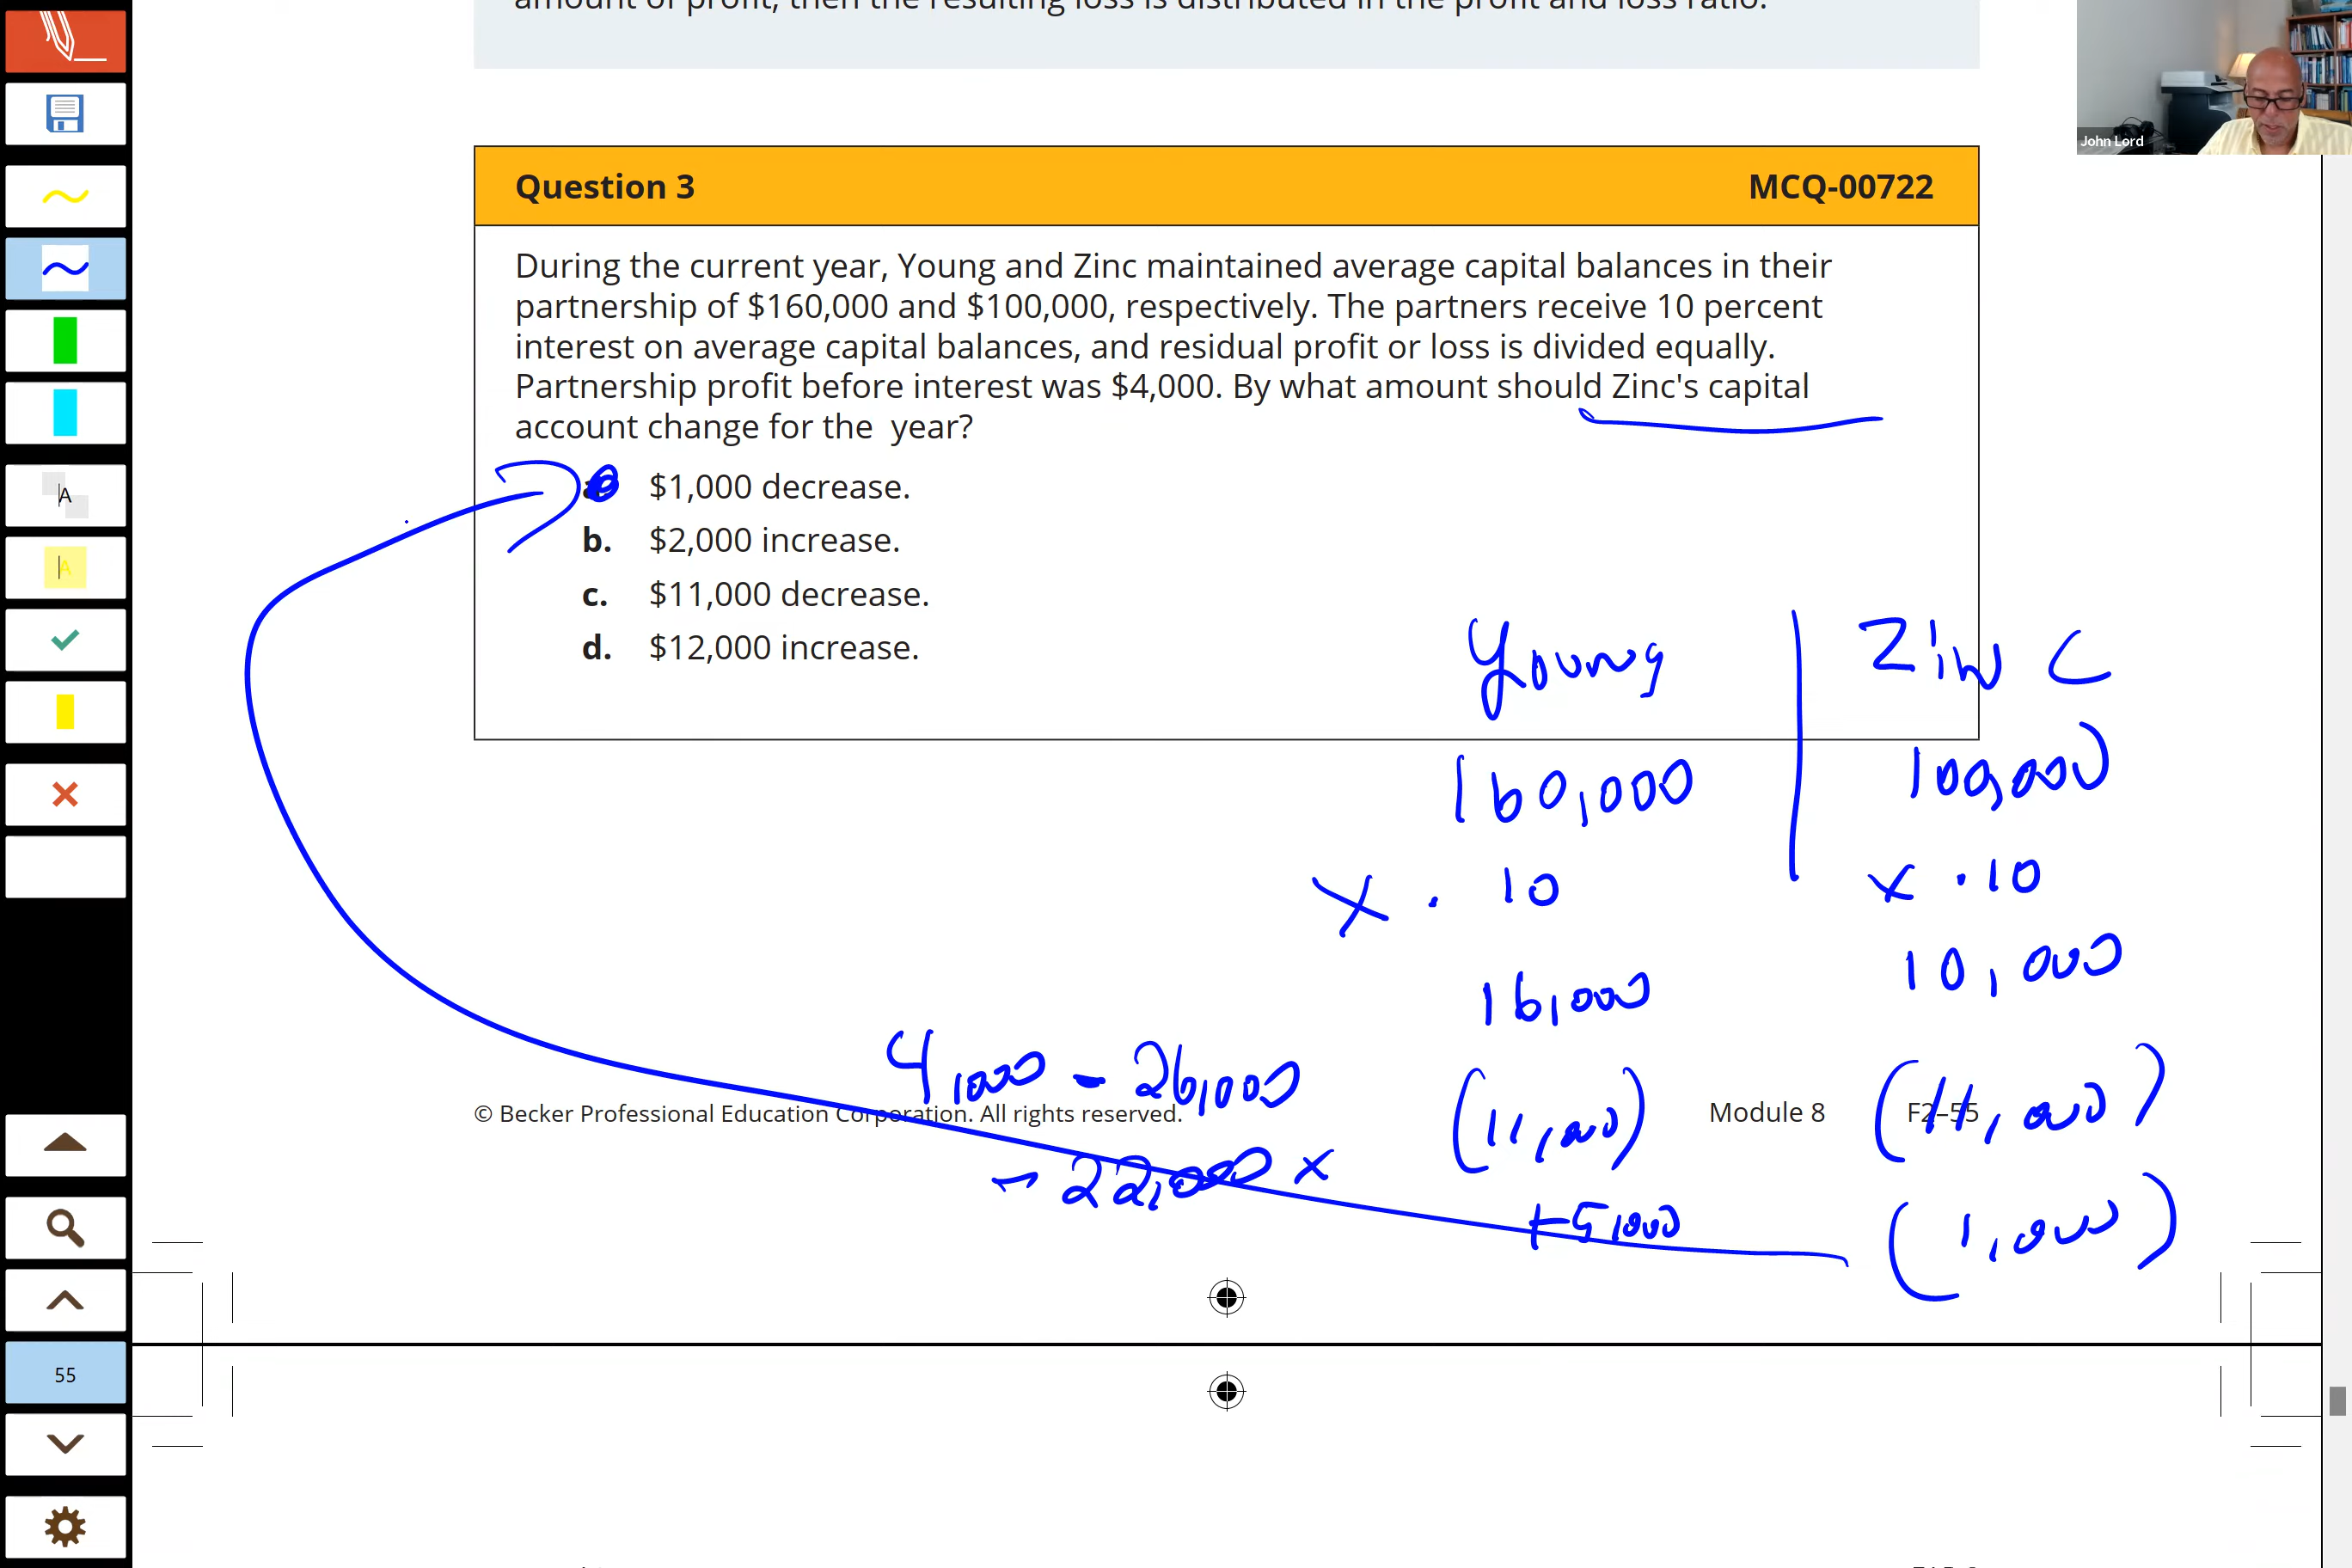 amount of profit, then the resulting loss is distributed in the profit and loss ratio.
John Lord
Question 3 MCQ-00722
During the current year, Young and Zinc maintained average capital balances in their
partnership of $160,000 and $100,000, respectively. The partners receive 10 percent
interest on average capital balances, and residual profit or loss is divided equally.
Partnership profit before interest was $4,000. By what amount should Zinc's capital
account change for the year?
a. $1,000 decrease.
b. $2,000 increase.
c. $11,000 decrease.
d. $12,000 increase.
Young Zinc
160,000 100,000
x .10 x .10
16,000 10,000
4,000 - 26,000 (11,000) (11,000)
© Becker Professional Education Corporation. All rights reserved. Module 8 F2–55
- 22,000 x
+5,000 (1,000)
A
A
55